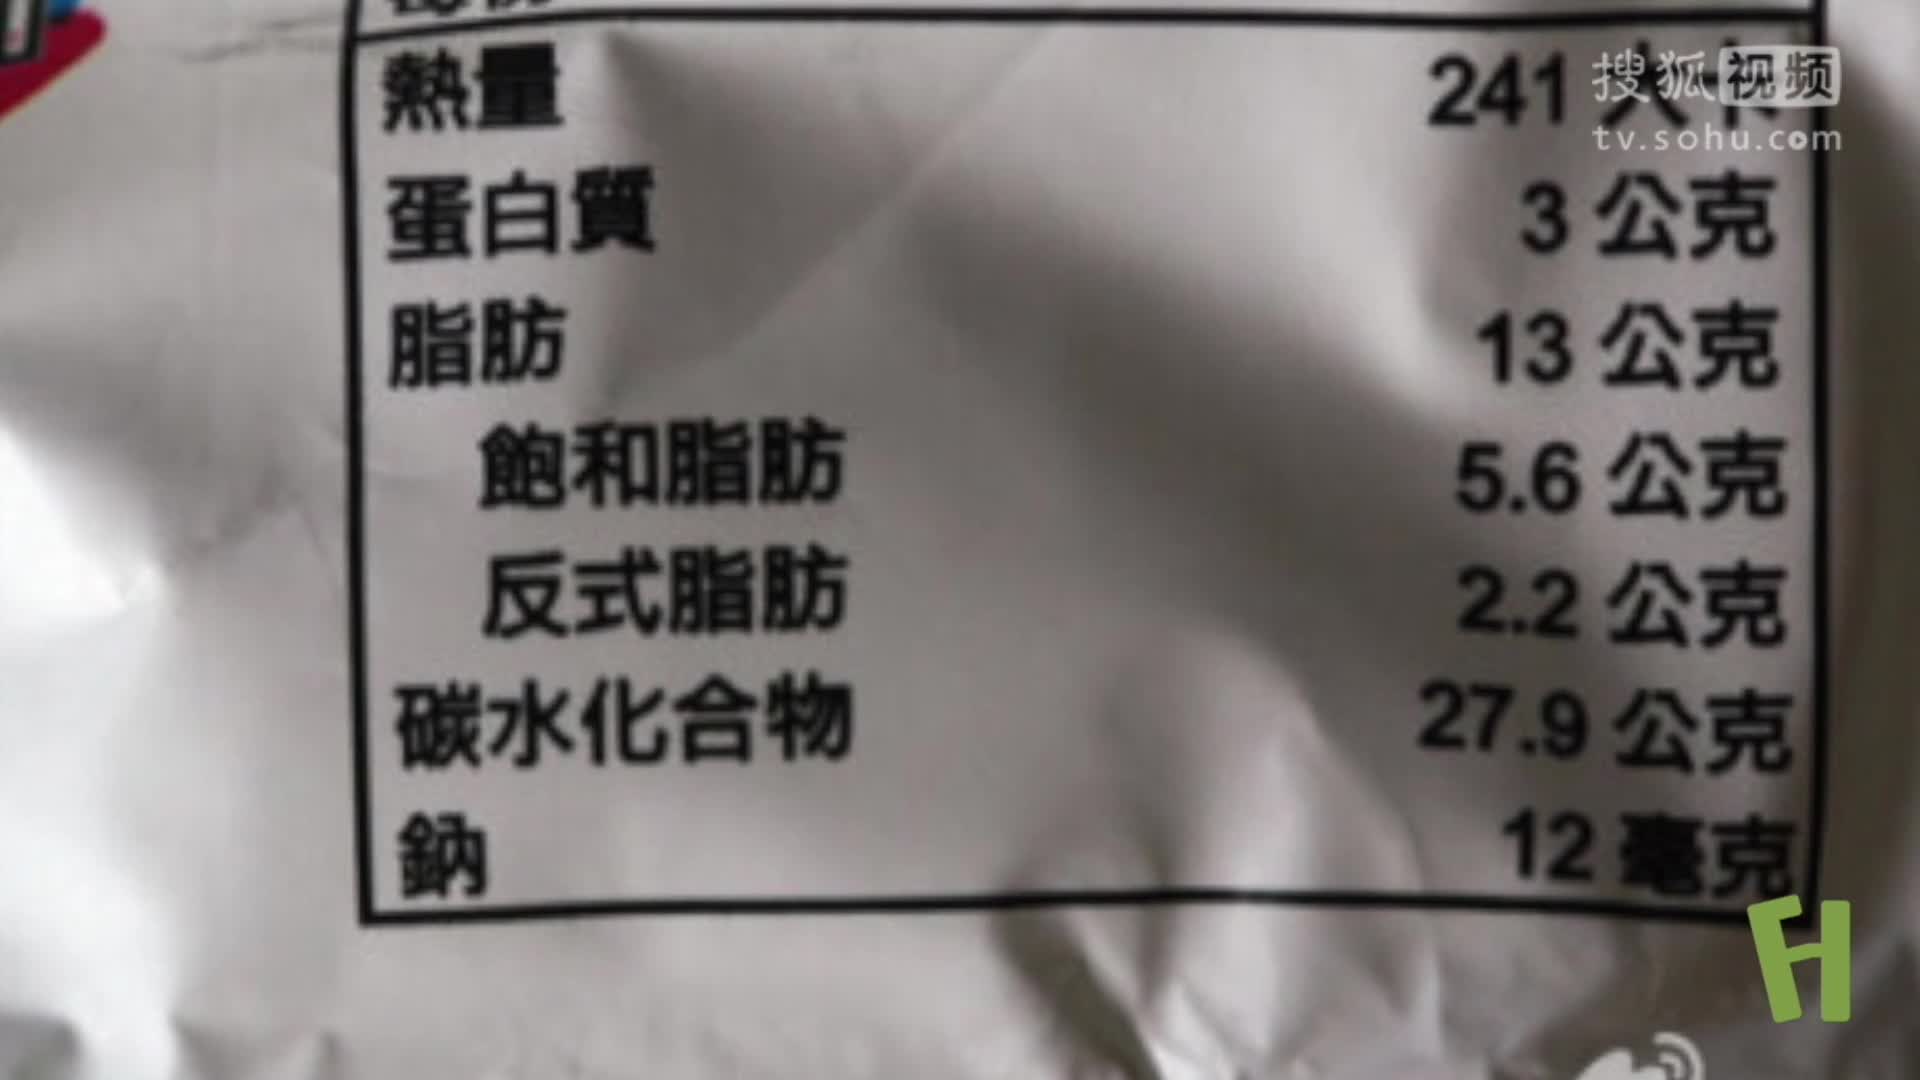 熱量 241 大卡
蛋白質 3 公克
脂肪 13 公克
飽和脂肪 5.6 公克
反式脂肪 2.2 公克
碳水化合物 27.9 公克
鈉 12 毫克
搜狐视频
tv.sohu.com